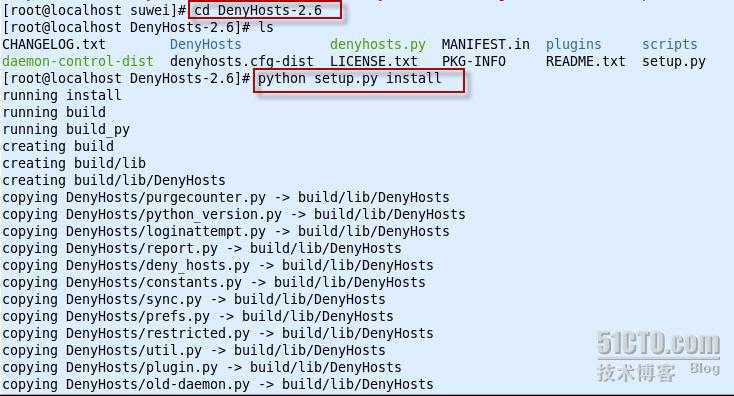 [root@localhost suwei]# cd DenyHosts-2.6
[root@localhost DenyHosts-2.6]# ls
CHANGELOG.txt DenyHosts denyhosts.py MANIFEST.in plugins scripts
daemon-control-dist denyhosts.cfg-dist LICENSE.txt PKG-INFO README.txt setup.py
[root@localhost DenyHosts-2.6]# python setup.py install
running install
running build
running build_py
creating build
creating build/lib
creating build/lib/DenyHosts
copying DenyHosts/purgecounter.py -> build/lib/DenyHosts
copying DenyHosts/python_version.py -> build/lib/DenyHosts
copying DenyHosts/loginattempt.py -> build/lib/DenyHosts
copying DenyHosts/report.py -> build/lib/DenyHosts
copying DenyHosts/deny_hosts.py -> build/lib/DenyHosts
copying DenyHosts/constants.py -> build/lib/DenyHosts
copying DenyHosts/sync.py -> build/lib/DenyHosts
copying DenyHosts/prefs.py -> build/lib/DenyHosts
copying DenyHosts/restricted.py -> build/lib/DenyHosts
copying DenyHosts/util.py -> build/lib/DenyHosts
copying DenyHosts/plugin.py -> build/lib/DenyHosts
copying DenyHosts/old-daemon.py -> build/lib/DenyHosts
51CTO.com
技术博客 Blog